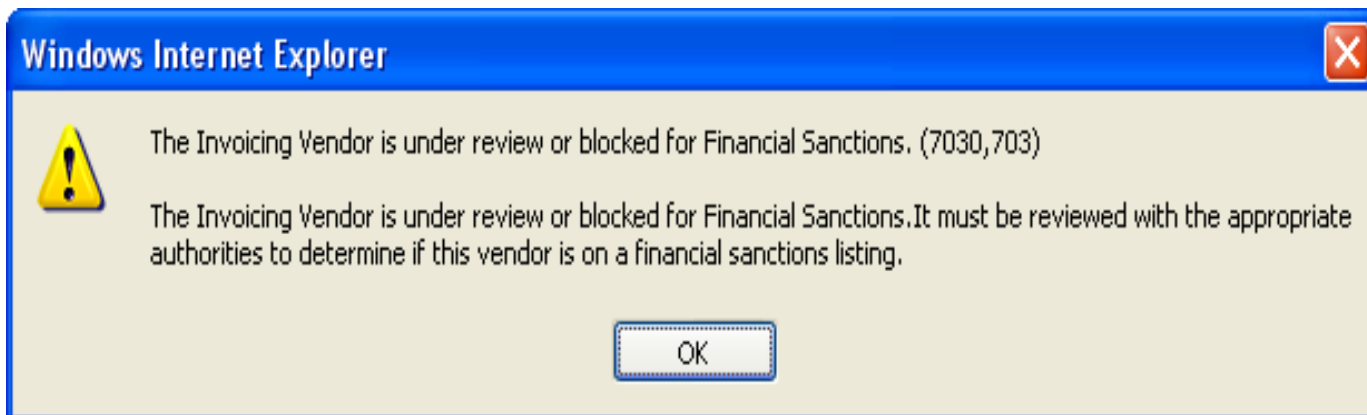 Windows Internet Explorer
The Invoicing Vendor is under review or blocked for Financial Sanctions. (7030,703)
The Invoicing Vendor is under review or blocked for Financial Sanctions.It must be reviewed with the appropriate
authorities to determine if this vendor is on a financial sanctions listing.
OK